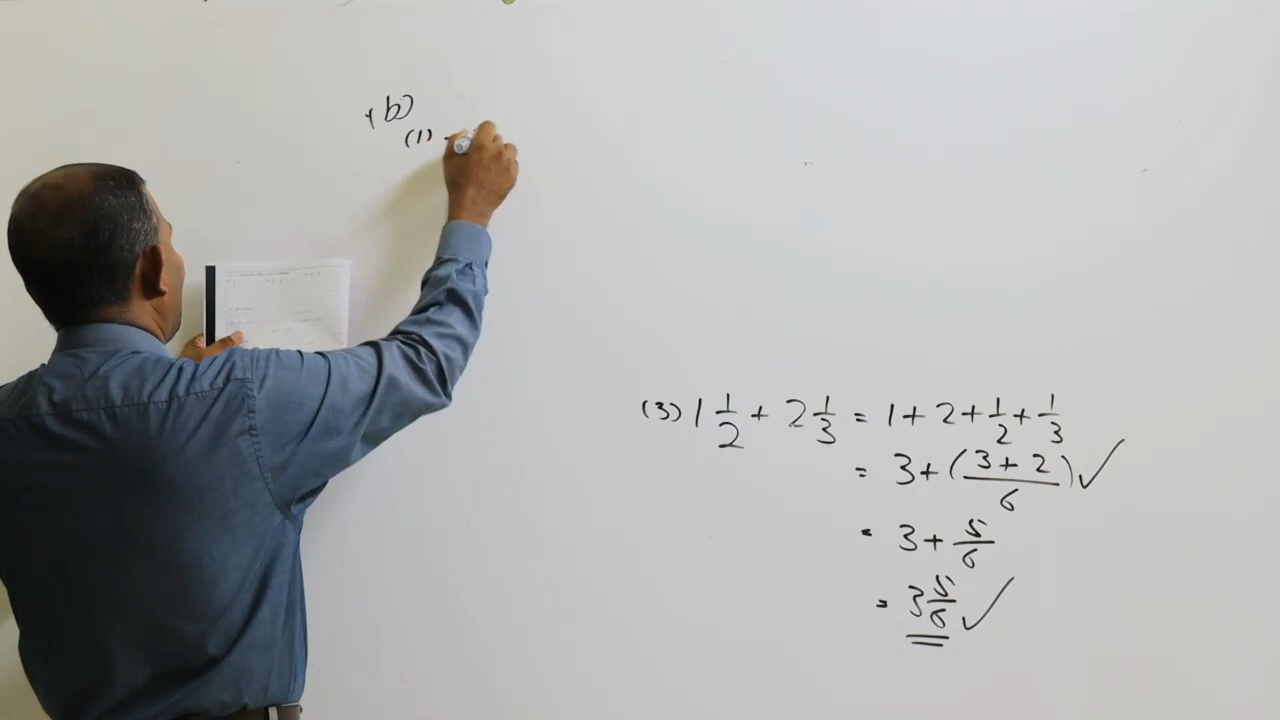 (b)
(1)
(3) 1 1/2 + 2 1/3 = 1 + 2 + 1/2 + 1/3
= 3 + (3 + 2)/6 ✓
= 3 + 5/6
= 3 5/6 ✓